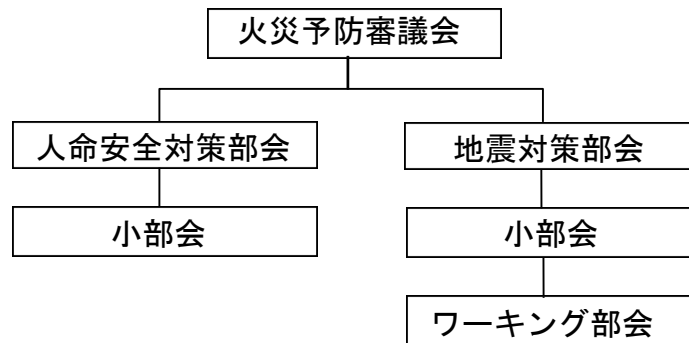 火災予防審議会
人命安全対策部会
地震対策部会
小部会
小部会
ワーキング部会